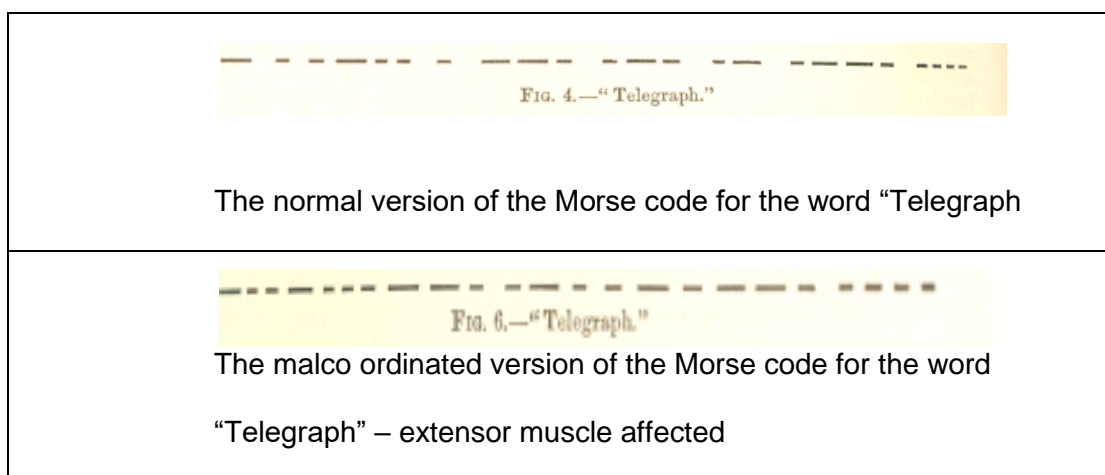 FIG. 4.—“ Telegraph.”
The normal version of the Morse code for the word “Telegraph
FIG. 6.—“Telegraph.”
The malco ordinated version of the Morse code for the word
“Telegraph” – extensor muscle affected